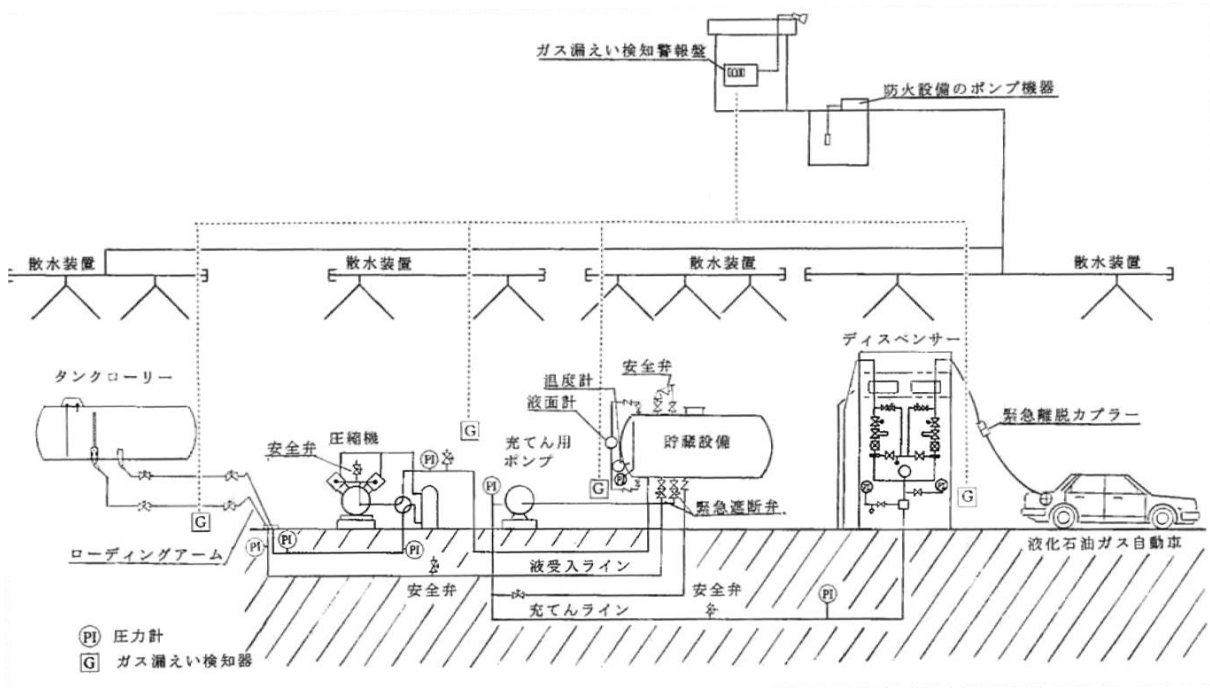 ガス漏えい検知警報盤
防火設備のポンプ機器
散水装置
散水装置
散水装置
散水装置
ディスペンサー
タンクローリー
安全弁
温度計
液面計
緊急離脱カプラー
圧縮機
安全弁
充てん用
ポンプ
貯蔵設備
G
PI
PI
PI
G
G
G
緊急遮断弁
ローディングアーム
PI
PI
PI
液受入ライン
液化石油ガス自動車
安全弁
安全弁
PI
充てんライン
PI 圧力計
G ガス漏えい検知器